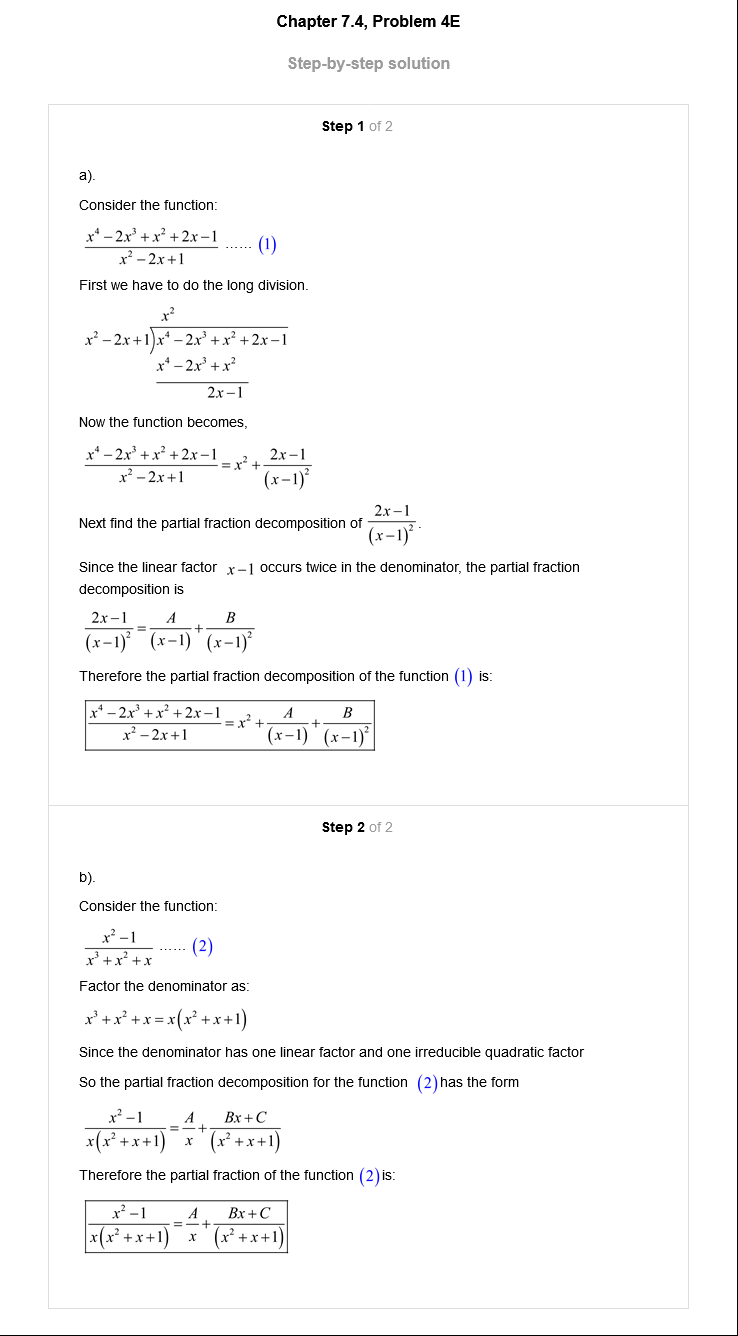 Chapter 7.4, Problem 4E
Step-by-step solution
Step 1 of 2
a).
Consider the function:
\frac{x^4-2x^3+x^2+2x-1}{x^2-2x+1} ...... (1)
First we have to do the long division.
x^2
x^2-2x+1)x^4-2x^3+x^2+2x-1
x^4-2x^3+x^2
2x-1
Now the function becomes,
\frac{x^4-2x^3+x^2+2x-1}{x^2-2x+1}=x^2+\frac{2x-1}{(x-1)^2}
Next find the partial fraction decomposition of \frac{2x-1}{(x-1)^2}.
Since the linear factor x-1 occurs twice in the denominator, the partial fraction
decomposition is
\frac{2x-1}{(x-1)^2}=\frac{A}{(x-1)}+\frac{B}{(x-1)^2}
Therefore the partial fraction decomposition of the function (1) is:
\frac{x^4-2x^3+x^2+2x-1}{x^2-2x+1}=x^2+\frac{A}{(x-1)}+\frac{B}{(x-1)^2}
Step 2 of 2
b).
Consider the function:
\frac{x^2-1}{x^3+x^2+x} ...... (2)
Factor the denominator as:
x^3+x^2+x=x(x^2+x+1)
Since the denominator has one linear factor and one irreducible quadratic factor
So the partial fraction decomposition for the function (2) has the form
\frac{x^2-1}{x(x^2+x+1)}=\frac{A}{x}+\frac{Bx+C}{(x^2+x+1)}
Therefore the partial fraction of the function (2) is:
\frac{x^2-1}{x(x^2+x+1)}=\frac{A}{x}+\frac{Bx+C}{(x^2+x+1)}